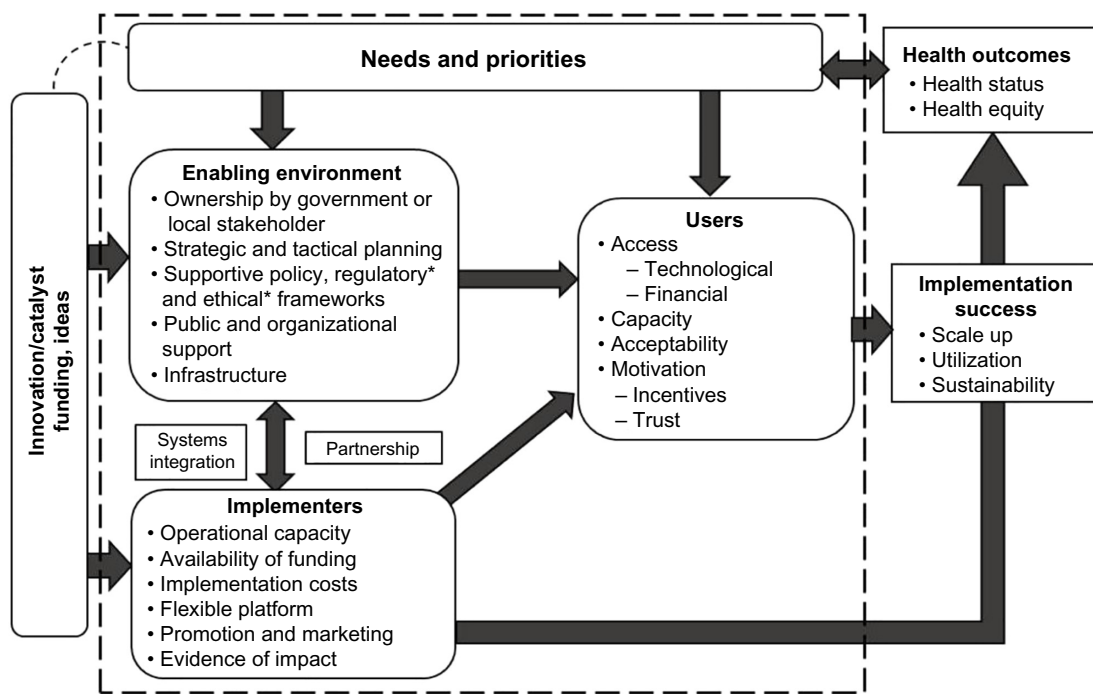 Innovation/catalyst
funding, ideas
Needs and priorities
Health outcomes
• Health status
• Health equity
Enabling environment
• Ownership by government or
local stakeholder
• Strategic and tactical planning
• Supportive policy, regulatory*
and ethical* frameworks
• Public and organizational
support
• Infrastructure
Users
• Access
– Technological
– Financial
• Capacity
• Acceptability
• Motivation
– Incentives
– Trust
Implementation
success
• Scale up
• Utilization
• Sustainability
Systems
integration
Partnership
Implementers
• Operational capacity
• Availability of funding
• Implementation costs
• Flexible platform
• Promotion and marketing
• Evidence of impact